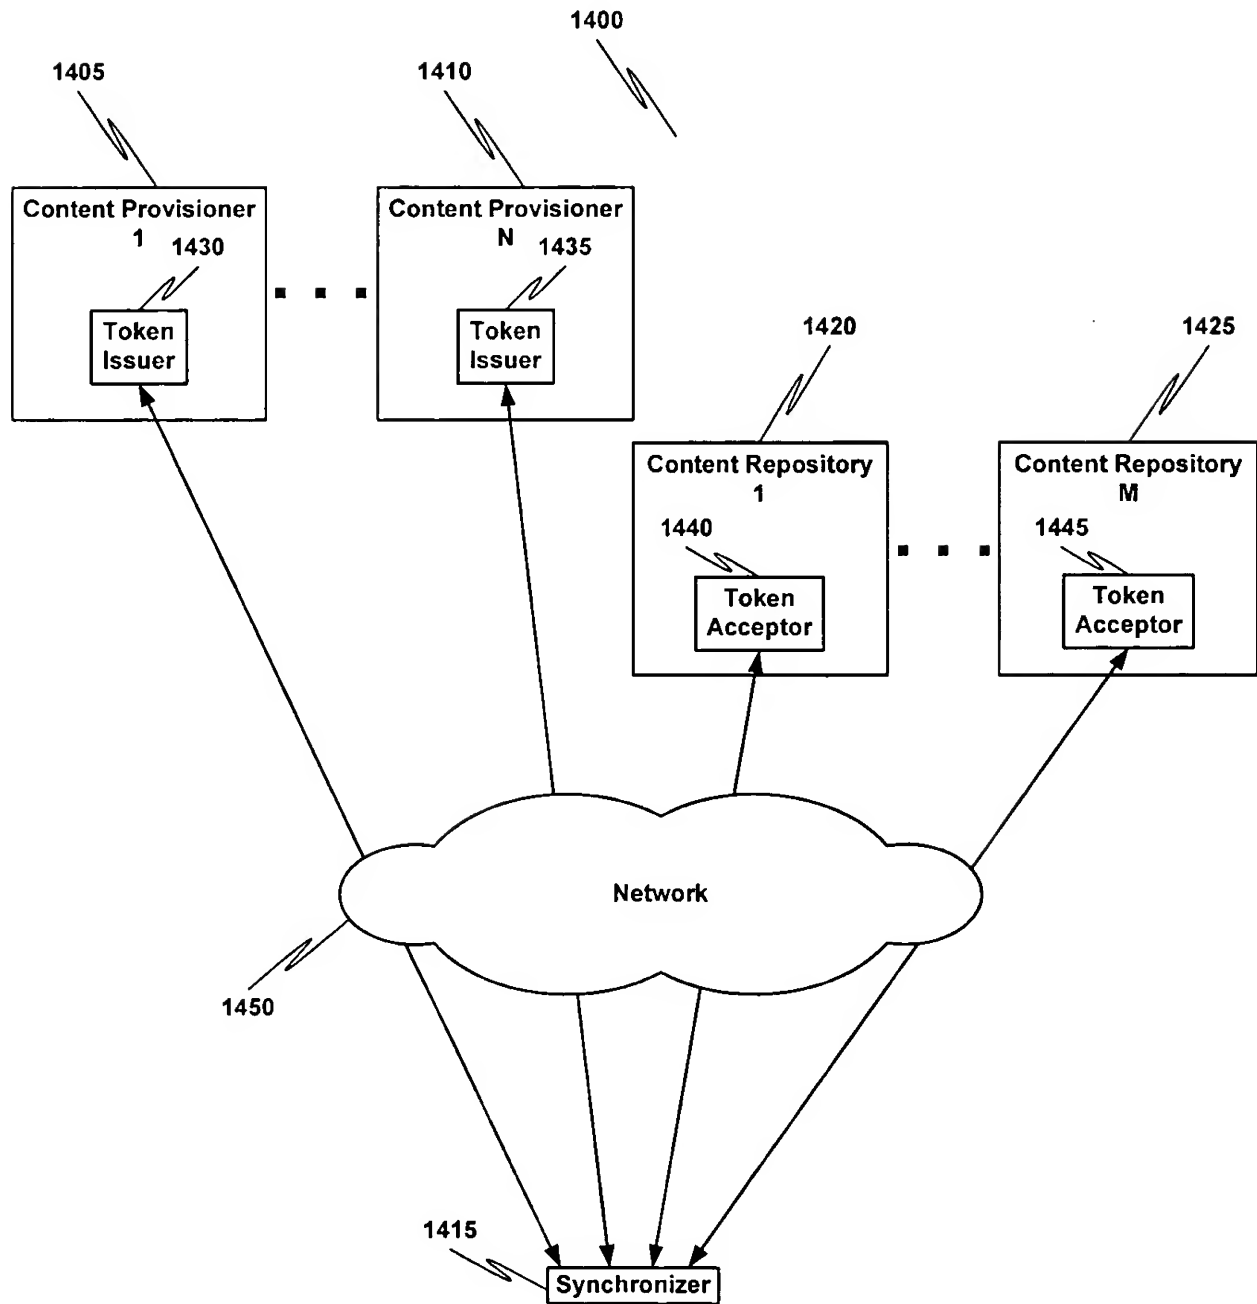 1400
1405
1410
Content Provisioner
1
1430
Token
Issuer
Content Provisioner
N
1435
Token
Issuer
1420
1425
Content Repository
1
1440
Token
Acceptor
Content Repository
M
1445
Token
Acceptor
Network
1450
1415
Synchronizer